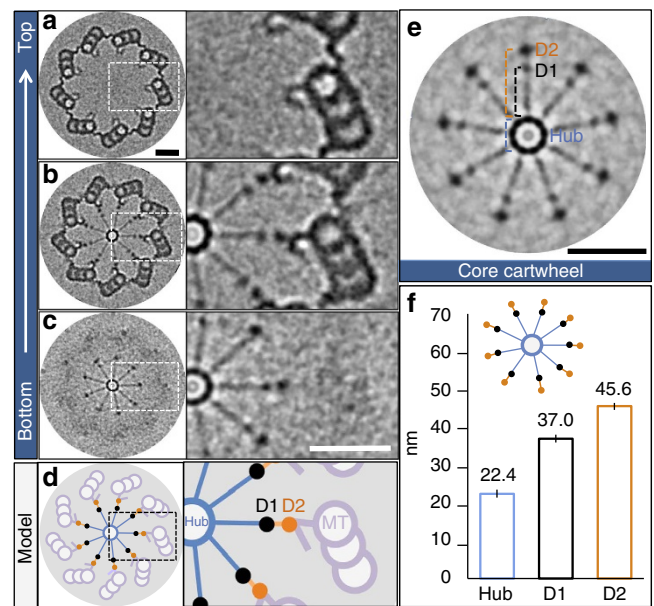 Top
Bottom
a
b
c
Model
d
Hub
D1 D2
MT
e
D2
D1
Hub
Core cartwheel
f
nm
70
60
50
40
30
20
10
0
22.4
37.0
45.6
Hub
D1
D2